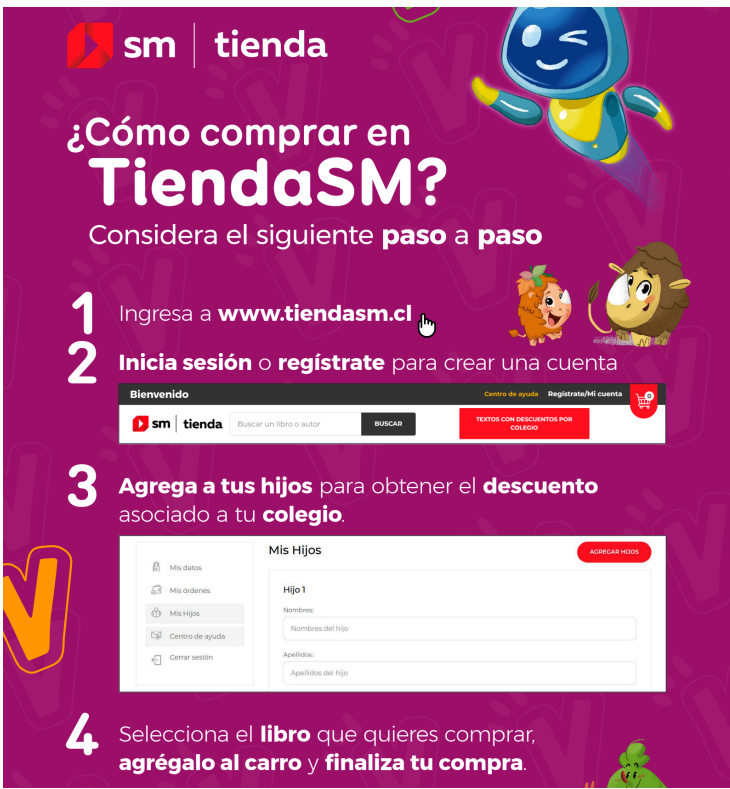 sm | tienda
¿Cómo comprar en
TiendaSM?
Considera el siguiente paso a paso
1 Ingresa a www.tiendasm.cl
2 Inicia sesión o regístrate para crear una cuenta
Bienvenido
Centro de ayuda Regístrate/Mi cuenta 0
sm | tienda Buscar un libro o autor BUSCAR TEXTOS CON DESCUENTOS POR
COLEGIO
3 Agrega a tus hijos para obtener el descuento
asociado a tu colegio.
Mis datos
Mis órdenes
Mis Hijos
Centro de ayuda
Cerrar sesión
Mis Hijos AGREGAR HIJOS
Hijo 1
Nombres:
Nombres del hijo
Apellidos:
Apellidos del hijo
4 Selecciona el libro que quieres comprar,
agrégalo al carro y finaliza tu compra.